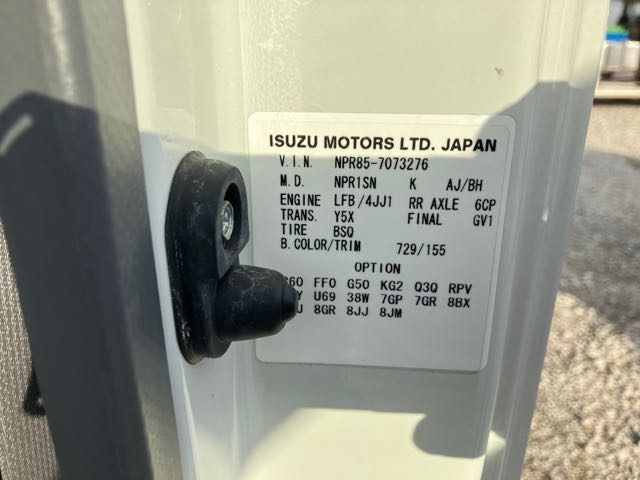 ISUZU MOTORS LTD. JAPAN
V.I.N. NPR85-7073276
M.D. NPR1SN K AJ/BH
ENGINE LFB/4JJ1 RR AXLE 6CP
TRANS. Y5X FINAL GV1
TIRE BSQ
B.COLOR/TRIM 729/155
OPTION
FF0 G50 KG2 Q3Q RPV
U69 38W 7GP 7GR 8BX
8GR 8JJ 8JM